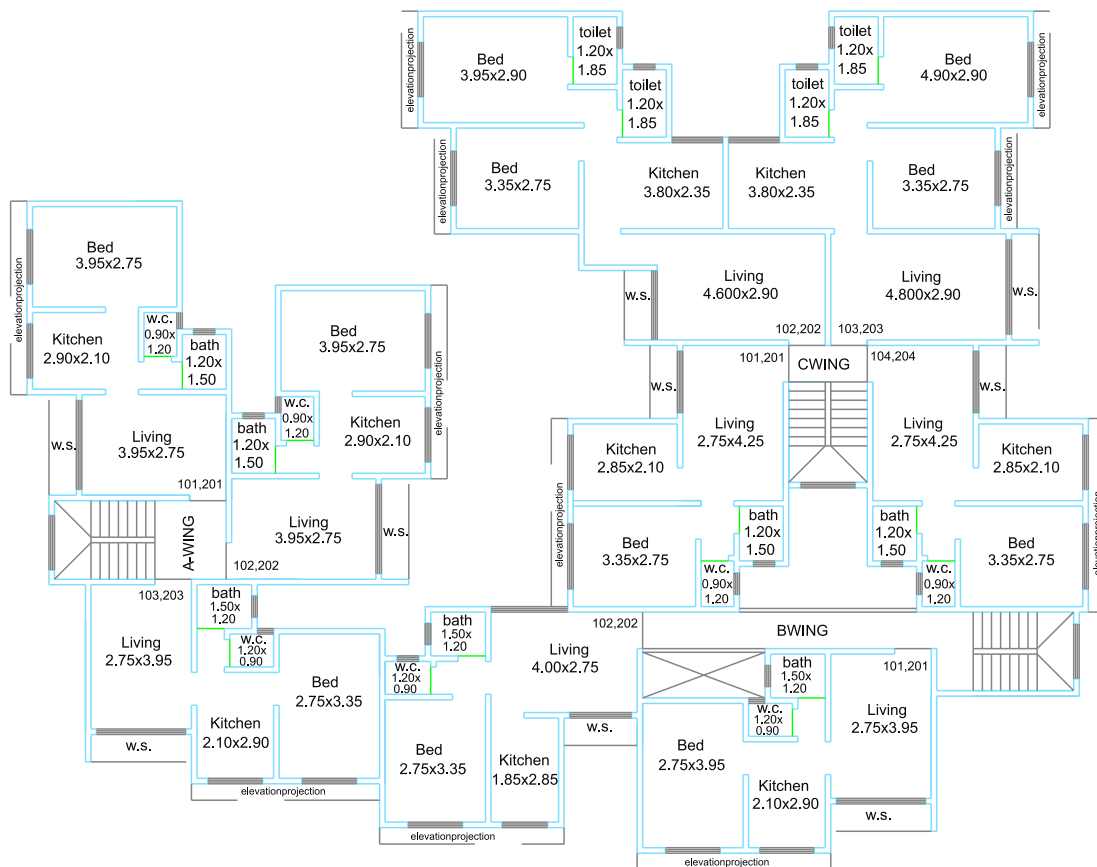 elevationprojection
Bed
3.95x2.90
toilet
1.20x
1.85
toilet
1.20x
1.85
toilet
1.20x
1.85
toilet
1.20x
1.85
Bed
4.90x2.90
elevationprojection
elevationprojection
Bed
3.35x2.75
Kitchen
3.80x2.35
Kitchen
3.80x2.35
Bed
3.35x2.75
elevationprojection
w.s.
Living
4.600x2.90
102,202
Living
4.800x2.90
103,203
w.s.
elevationprojection
Bed
3.95x2.75
Kitchen
2.90x2.10
w.c.
0.90x
1.20
bath
1.20x
1.50
w.s.
Living
3.95x2.75
101,201
Bed
3.95x2.75
elevationprojection
w.c.
0.90x
1.20
bath
1.20x
1.50
Kitchen
2.90x2.10
Living
3.95x2.75
102,202
w.s.
A-WING
w.s.
101,201
CWING
104,204
w.s.
Living
2.75x4.25
Living
2.75x4.25
elevationprojection
Kitchen
2.85x2.10
Kitchen
2.85x2.10
elevationprojection
Bed
3.35x2.75
bath
1.20x
1.50
w.c.
0.90x
1.20
bath
1.20x
1.50
w.c.
0.90x
1.20
Bed
3.35x2.75
103,203
bath
1.50x
1.20
Living
2.75x3.95
w.c.
1.20x
0.90
Bed
2.75x3.35
Kitchen
2.10x2.90
w.s.
elevationprojection
bath
1.50x
1.20
w.c.
1.20x
0.90
102,202
Living
4.00x2.75
Bed
2.75x3.35
Kitchen
1.85x2.85
w.s.
elevationprojection
BWING
bath
1.50x
1.20
101,201
w.c.
1.20x
0.90
Living
2.75x3.95
Bed
2.75x3.95
Kitchen
2.10x2.90
w.s.
elevationprojection